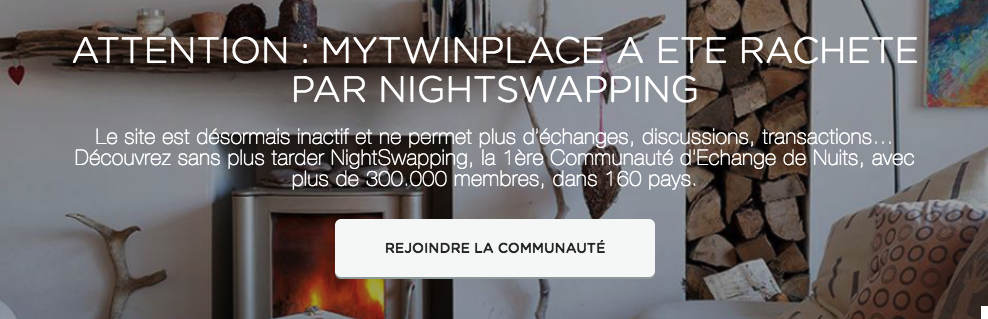 ATTENTION : MYTWINPLACE A ETE RACHETE
PAR NIGHTSWAPPING
Le site est désormais inactif et ne permet plus d'échanges, discussions, transactions...
Découvrez sans plus tarder NightSwapping, la 1ère Communauté d'Echange de Nuits, avec
plus de 300.000 membres, dans 160 pays.
REJOINDRE LA COMMUNAUTÉ